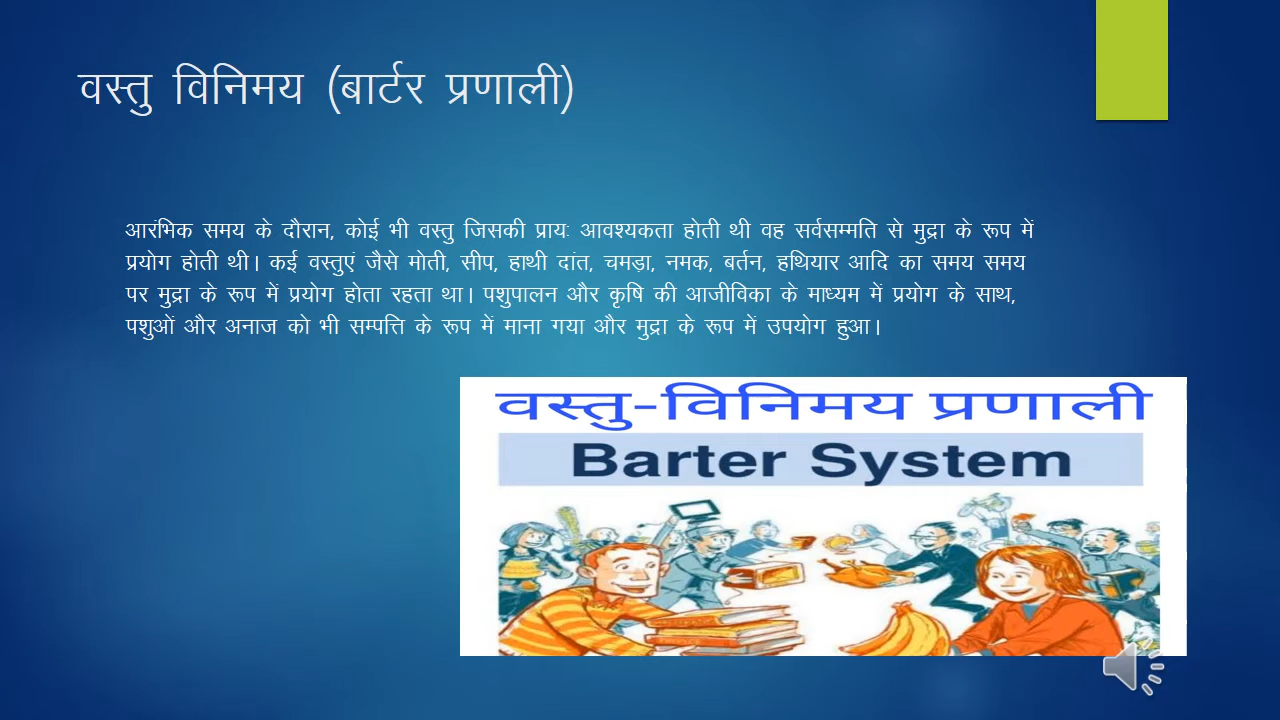 वस्तु विनिमय (बार्टर प्रणाली)
आरंभिक समय के दौरान, कोई भी वस्तु जिसकी प्रायः आवश्यकता होती थी वह सर्वसम्मति से मुद्रा के रूप में
प्रयोग होती थी। कई वस्तुएं जैसे मोती, सीप, हाथी दांत, चमड़ा, नमक, बर्तन, हथियार आदि का समय समय
पर मुद्रा के रूप में प्रयोग होता रहता था। पशुपालन और कृषि की आजीविका के माध्यम में प्रयोग के साथ,
पशुओं और अनाज को भी सम्पत्ति के रूप में माना गया और मुद्रा के रूप में उपयोग हुआ।
वस्तु-विनिमय प्रणाली
Barter System